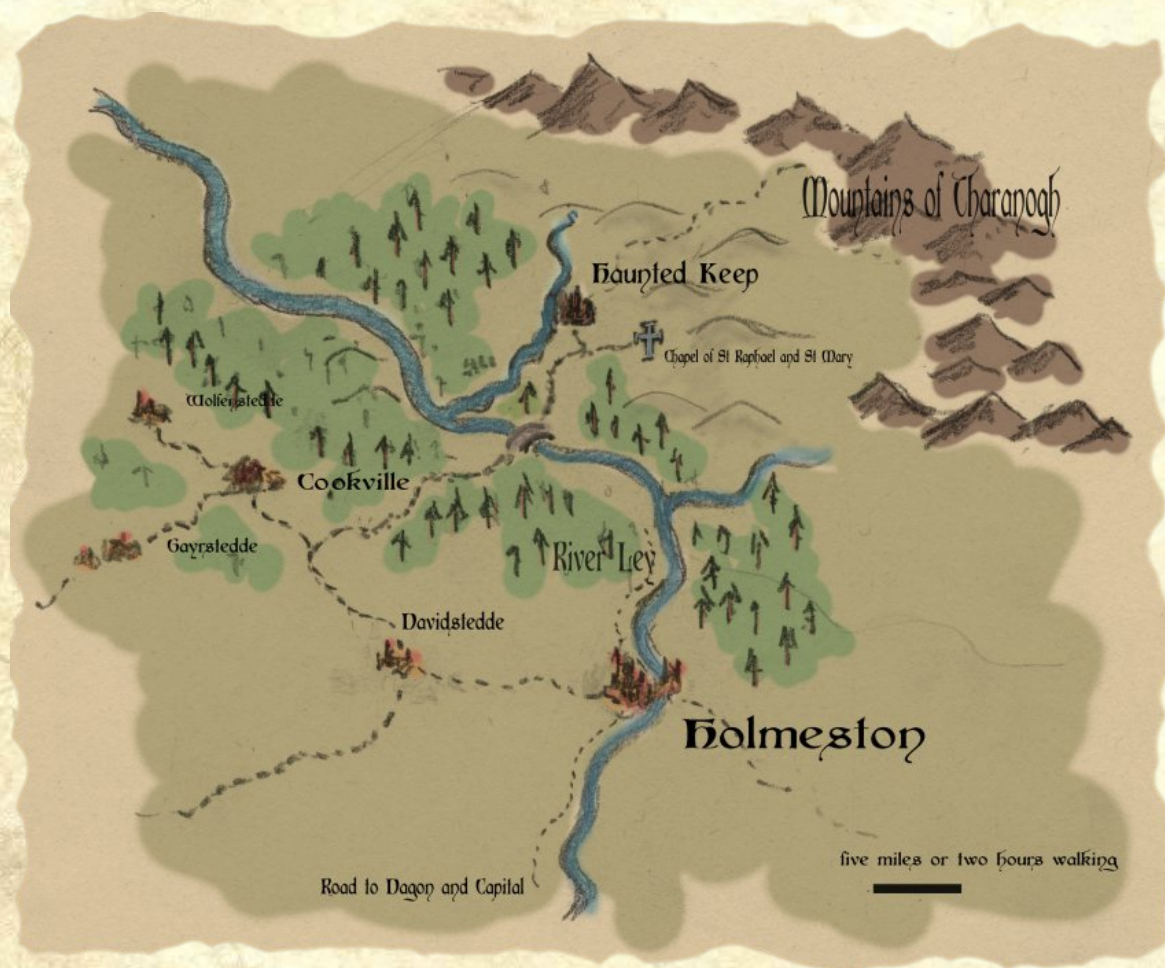 Mountains of Charanogh
Haunted Keep
Chapel of St Raphael and St Mary
Wolfenstedde
Cookville
Gayrstedde
River Ley
Davidstedde
Holmeston
five miles or two hours walking
Road to Dagon and Capital